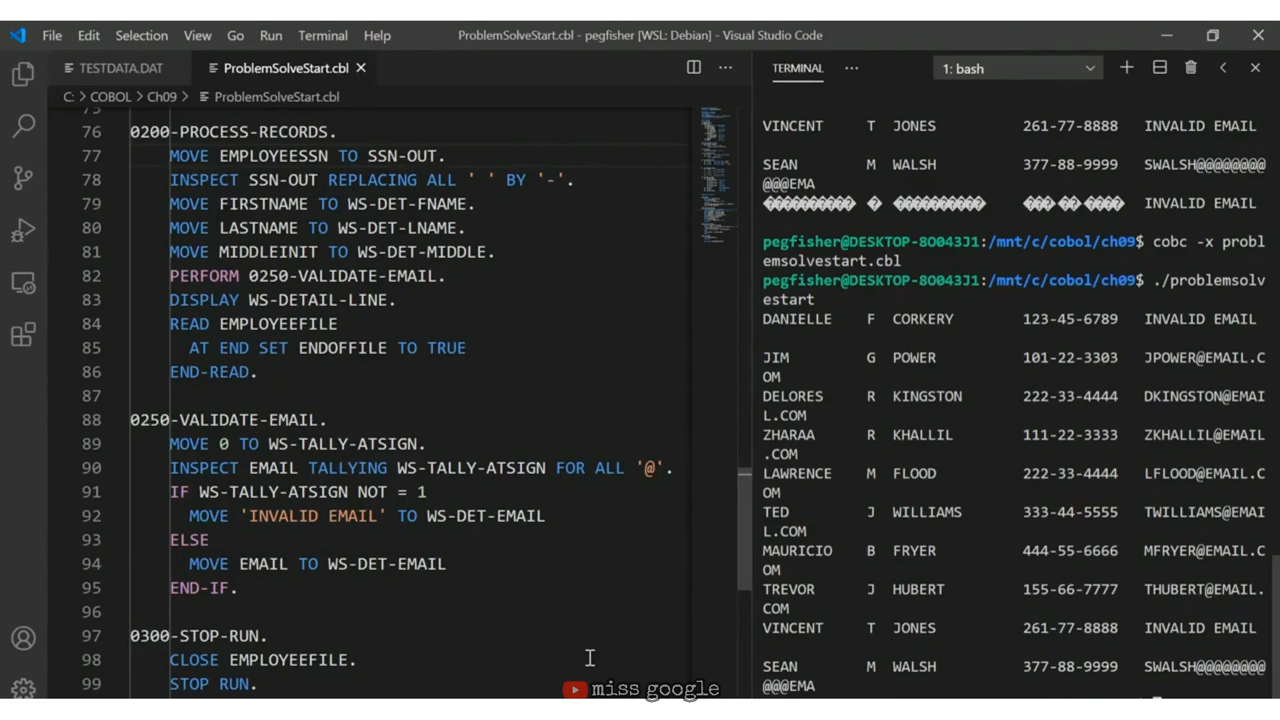 File Edit Selection View Go Run Terminal Help ProblemSolveStart.cbl - pegfisher [WSL: Debian] - Visual Studio Code
TESTDATA.DAT ProblemSolveStart.cbl
C: > COBOL > Ch09 > ProblemSolveStart.cbl
75
76 0200-PROCESS-RECORDS.
77 MOVE EMPLOYEESSN TO SSN-OUT.
78 INSPECT SSN-OUT REPLACING ALL ' ' BY '-'.
79 MOVE FIRSTNAME TO WS-DET-FNAME.
80 MOVE LASTNAME TO WS-DET-LNAME.
81 MOVE MIDDLEINIT TO WS-DET-MIDDLE.
82 PERFORM 0250-VALIDATE-EMAIL.
83 DISPLAY WS-DETAIL-LINE.
84 READ EMPLOYEEFILE
85 AT END SET ENDOFFILE TO TRUE
86 END-READ.
87
88 0250-VALIDATE-EMAIL.
89 MOVE 0 TO WS-TALLY-ATSIGN.
90 INSPECT EMAIL TALLYING WS-TALLY-ATSIGN FOR ALL '@'.
91 IF WS-TALLY-ATSIGN NOT = 1
92 MOVE 'INVALID EMAIL' TO WS-DET-EMAIL
93 ELSE
94 MOVE EMAIL TO WS-DET-EMAIL
95 END-IF.
96
97 0300-STOP-RUN.
98 CLOSE EMPLOYEEFILE.
99 STOP RUN.
TERMINAL ... 1: bash
VINCENT T JONES 261-77-8888 INVALID EMAIL
SEAN M WALSH 377-88-9999 SWALSH@@@@@@@@
@@@EMA
������������ � ������������ ���-��-���� INVALID EMAIL
pegfisher@DESKTOP-8O043J1:/mnt/c/cobol/ch09$ cobc -x probl
emsolvestart.cbl
pegfisher@DESKTOP-8O043J1:/mnt/c/cobol/ch09$ ./problemsolv
estart
DANIELLE F CORKERY 123-45-6789 INVALID EMAIL
JIM G POWER 101-22-3303 JPOWER@EMAIL.C
OM
DELORES R KINGSTON 222-33-4444 DKINGSTON@EMAI
L.COM
ZHARAA R KHALLIL 111-22-3333 ZKHALLIL@EMAIL
.COM
LAWRENCE M FLOOD 222-33-4444 LFLOOD@EMAIL.C
OM
TED J WILLIAMS 333-44-5555 TWILLIAMS@EMAI
L.COM
MAURICIO B FRYER 444-55-6666 MFRYER@EMAIL.C
OM
TREVOR J HUBERT 155-66-7777 THUBERT@EMAIL.
COM
VINCENT T JONES 261-77-8888 INVALID EMAIL
SEAN M WALSH 377-88-9999 SWALSH@@@@@@@@
@@@EMA
miss google